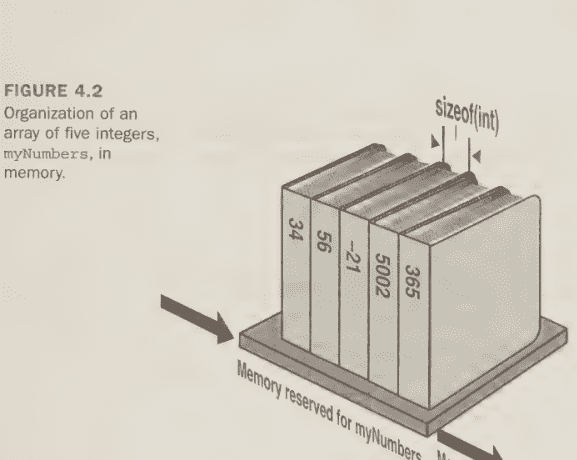 FIGURE 4.2
Organization of an
array of five integers,
myNumbers, in
memory.
sizeof(int)
34
56
-21
5002
365
Memory reserved for myNumbers